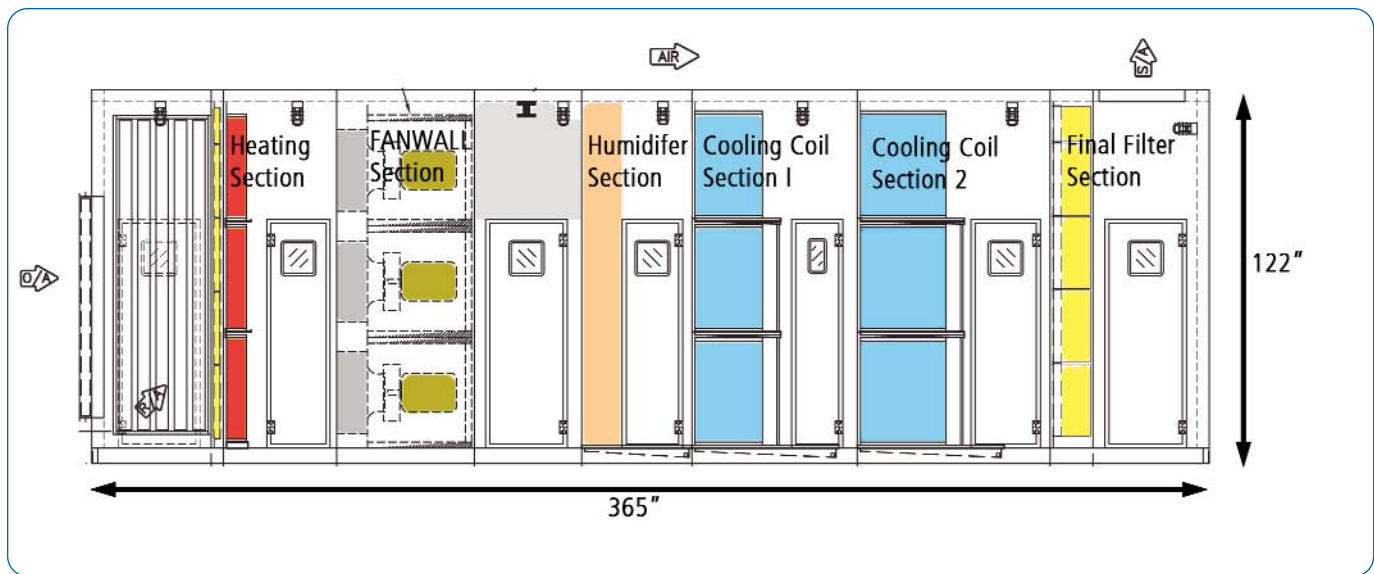 AIR
S/A
Heating
Section
FANWALL
Section
Humidifer
Section
Cooling Coil
Section I
Cooling Coil
Section 2
Final Filter
Section
O/A
R/A
122”
365”